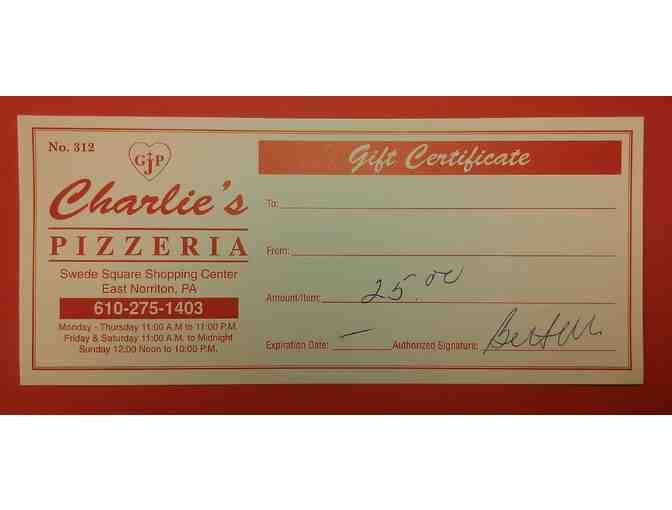 No. 312
GJP
Charlie's
PIZZERIA
Swede Square Shopping Center
East Norriton, PA
610-275-1403
Monday - Thursday 11:00 A.M to 11:00 P.M.
Friday & Saturday 11:00 A.M. to Midnight
Sunday 12:00 Noon to 10:00 P.M.
Gift Certificate
To:
From:
Amount/Item: 25.00
Expiration Date: — Authorized Signature: